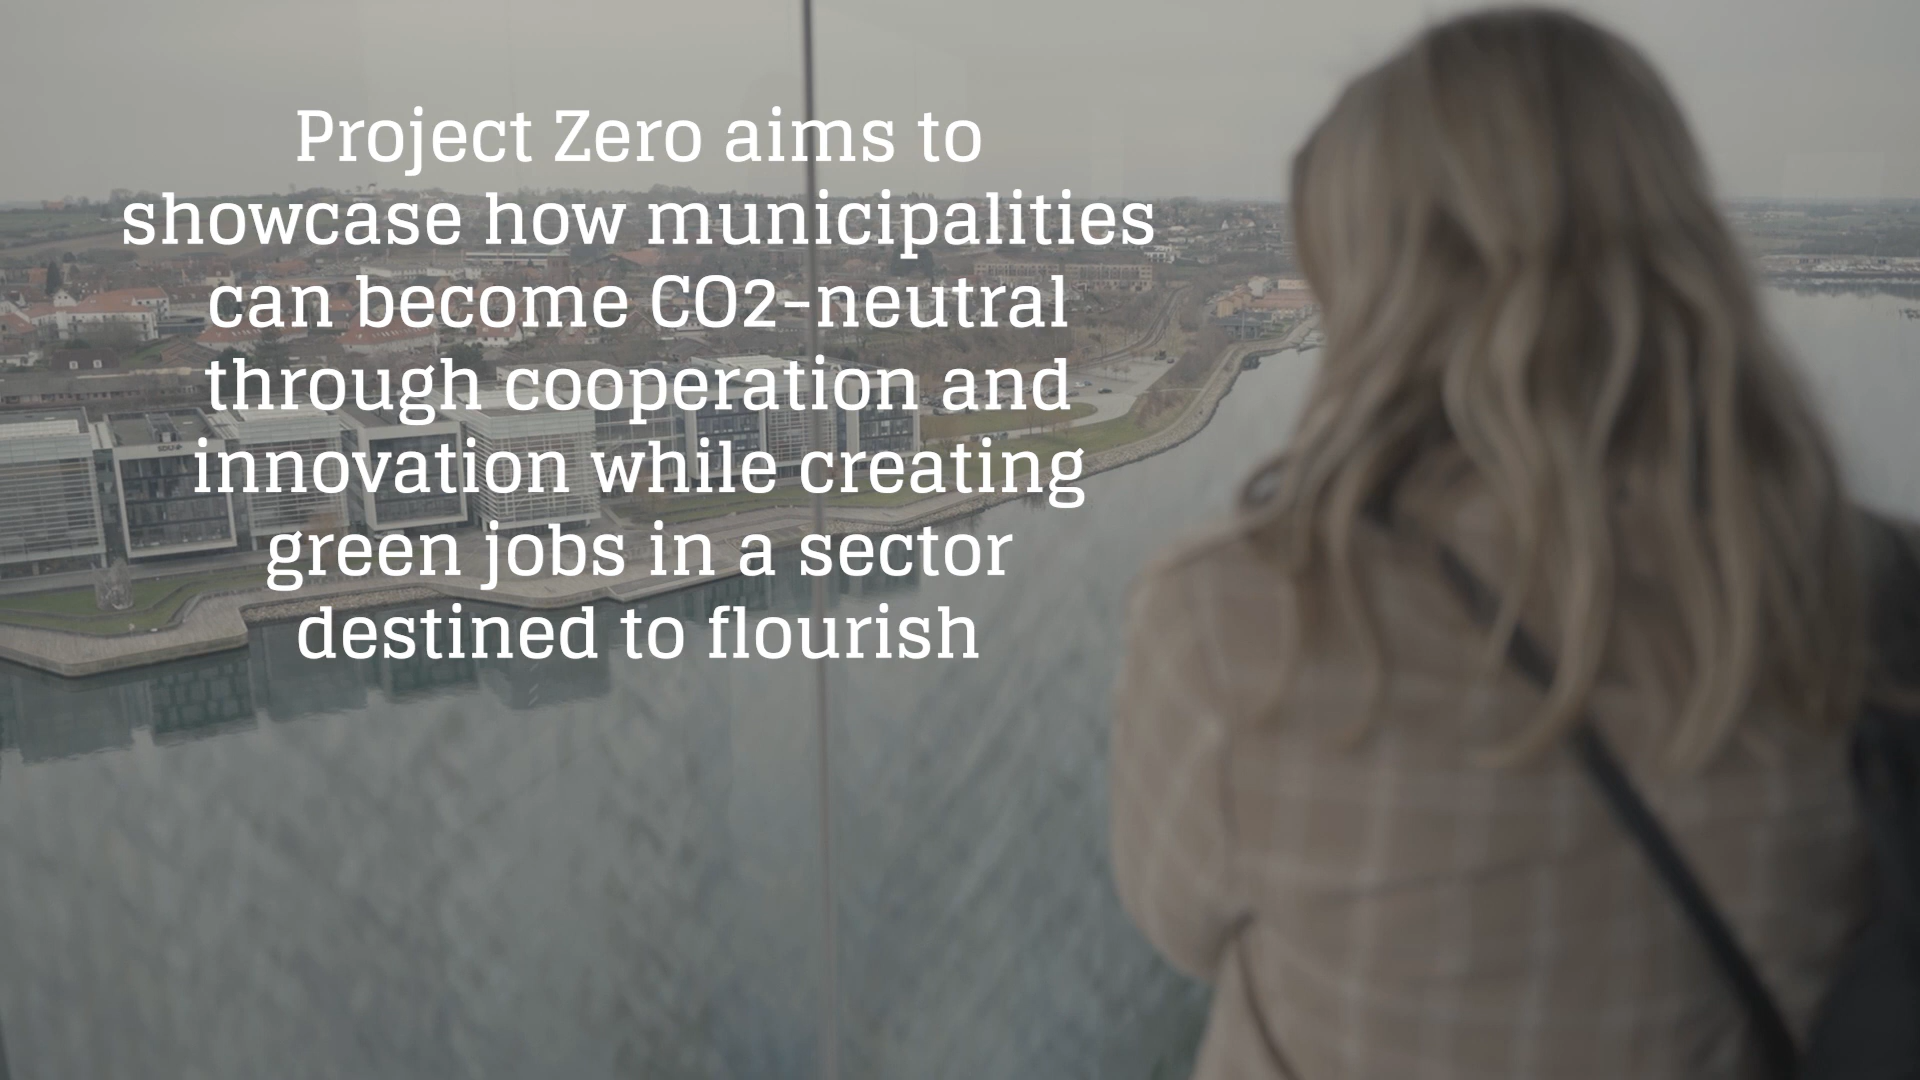 Project Zero aims to
showcase how municipalities
can become CO2-neutral
through cooperation and
innovation while creating
green jobs in a sector
destined to flourish
SDU